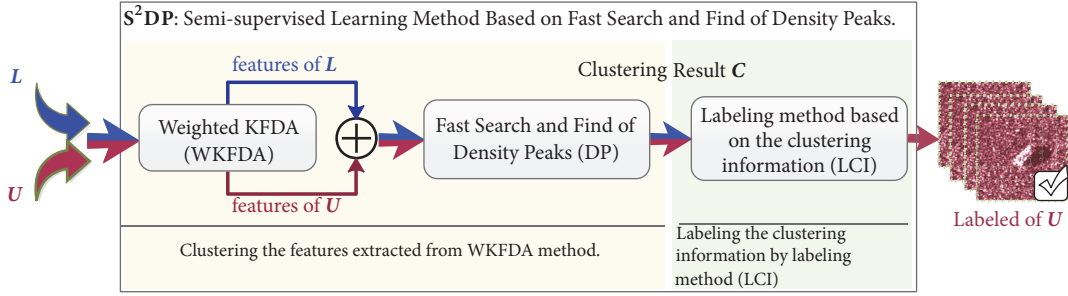 S²DP: Semi-supervised Learning Method Based on Fast Search and Find of Density Peaks.
L
U
features of L
Weighted KFDA
(WKFDA)
features of U
Fast Search and Find of
Density Peaks (DP)
Clustering Result C
Labeling method based
on the clustering
information (LCI)
Labeled of U
Clustering the features extracted from WKFDA method.
Labeling the clustering
information by labeling
method (LCI)